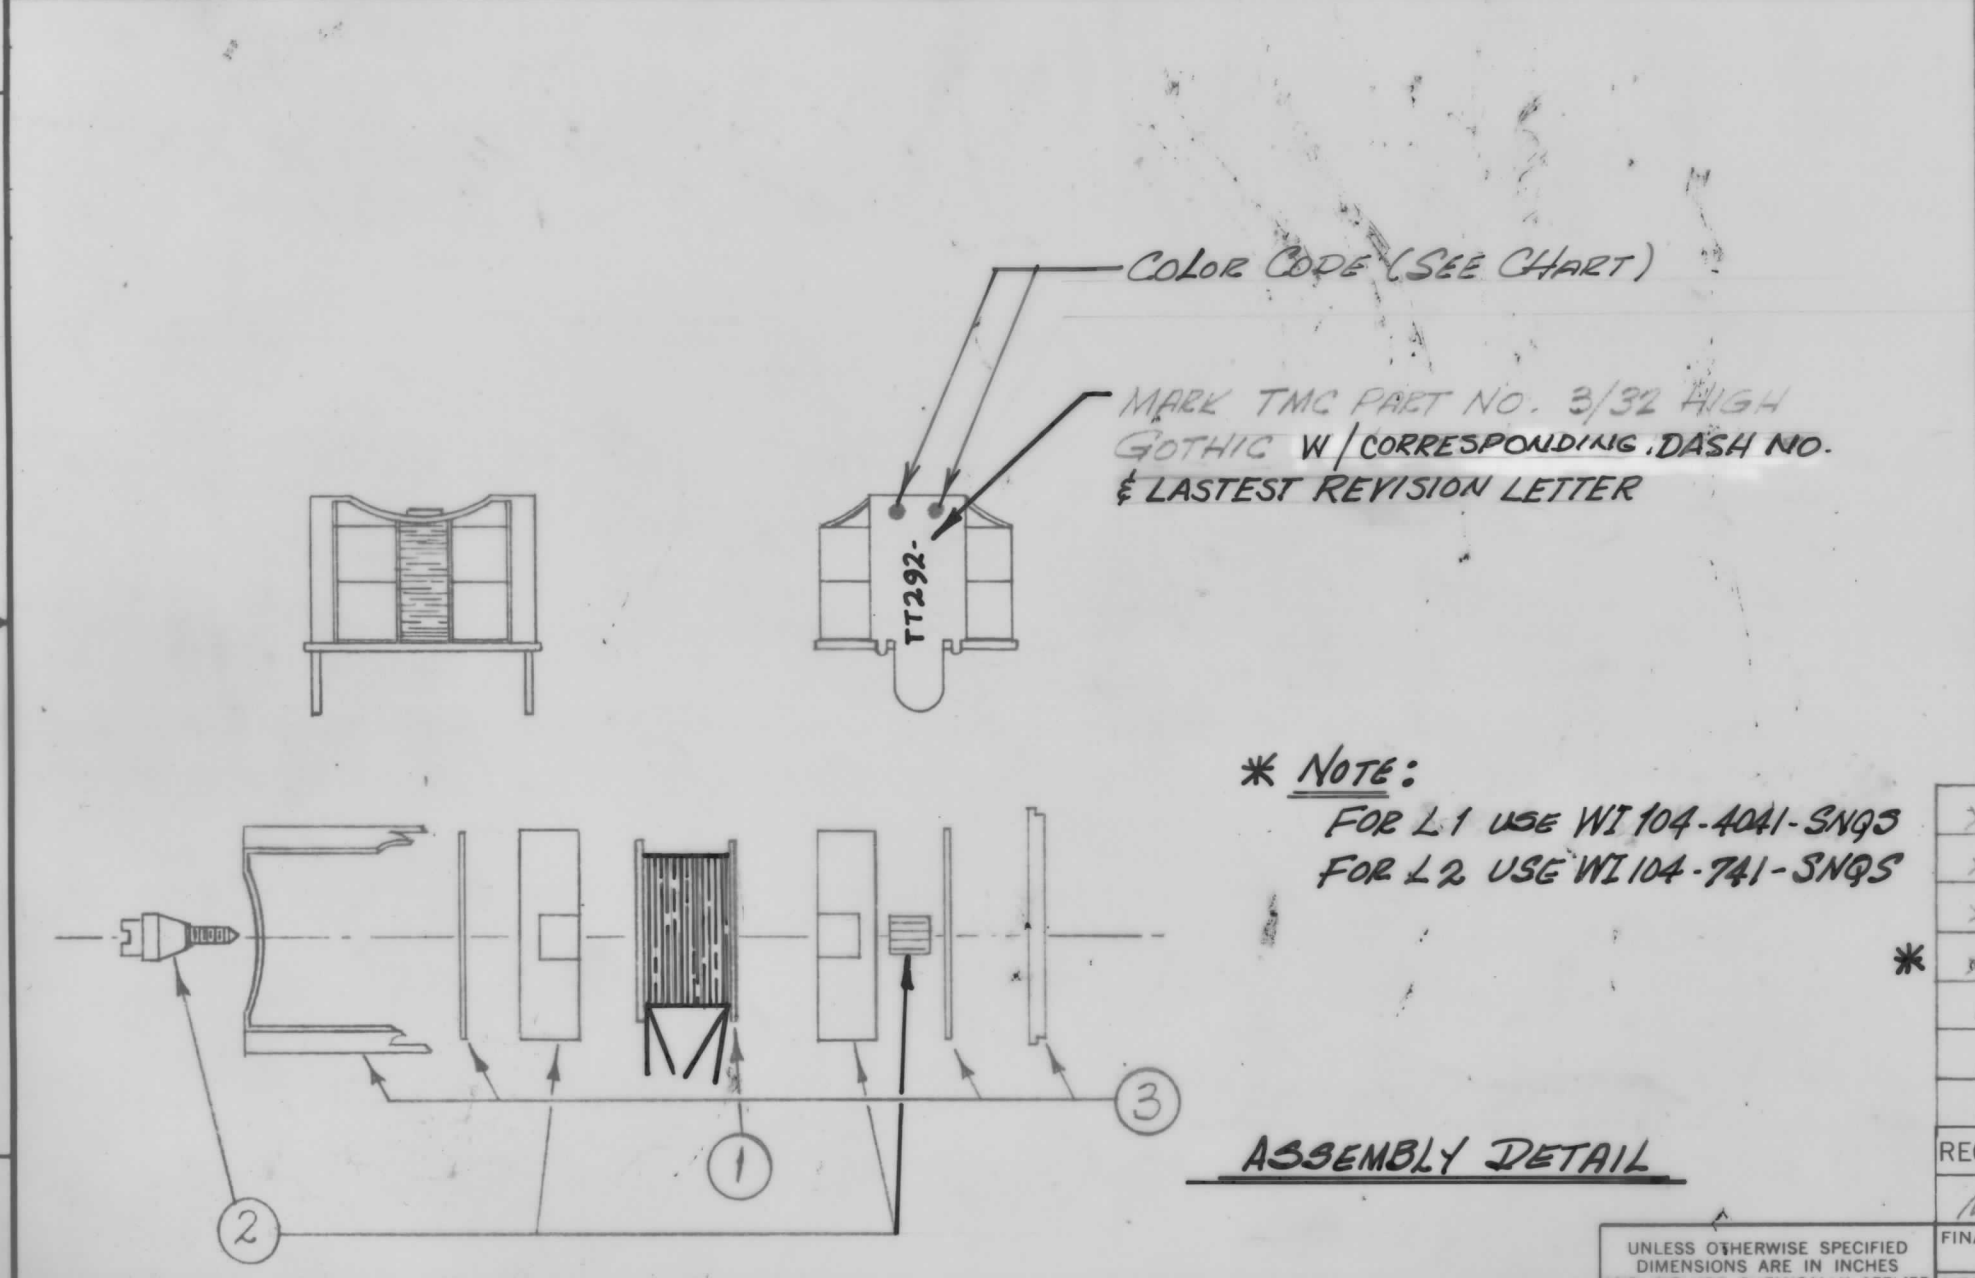 COLOR CODE (SEE CHART)
MARK TMC PART NO. 3/32 HIGH
GOTHIC W/CORRESPONDING DASH NO.
& LASTEST REVISION LETTER
TT292-
* NOTE:
FOR L1 USE WI 104-4041-SNQS
FOR L2 USE WI 104-741-SNQS
*
3
1
2
ASSEMBLY DETAIL
UNLESS OTHERWISE SPECIFIED
DIMENSIONS ARE IN INCHES